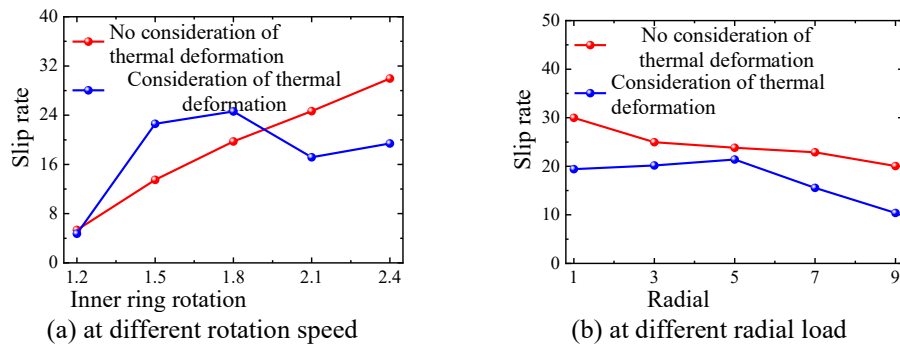 40
32
24
16
8
0
Slip rate
No consideration of
thermal deformation
Consideration of thermal
deformation
1.2 1.5 1.8 2.1 2.4
Inner ring rotation
(a) at different rotation speed
50
40
30
20
10
0
Slip rate
No consideration of
thermal deformation
Consideration of thermal
deformation
1 3 5 7 9
Radial
(b) at different radial load